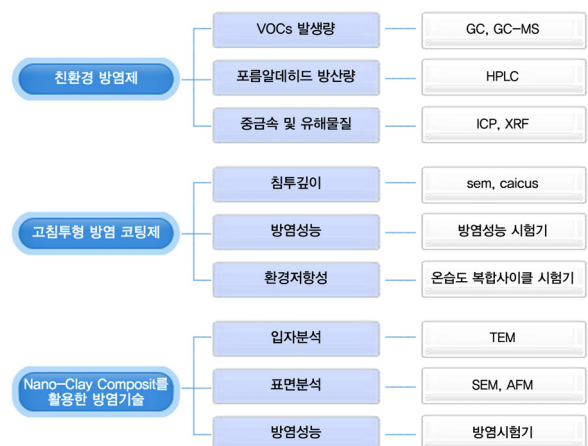 친환경 방염제
VOCs 발생량
GC, GC-MS
포름알데히드 방산량
HPLC
중금속 및 유해물질
ICP, XRF
고침투형 방염 코팅제
침투깊이
sem, caicus
방염성능
방염성능 시험기
환경저항성
온습도 복합사이클 시험기
Nano-Clay Composit를
활용한 방염기술
입자분석
TEM
표면분석
SEM, AFM
방염성능
방염시험기